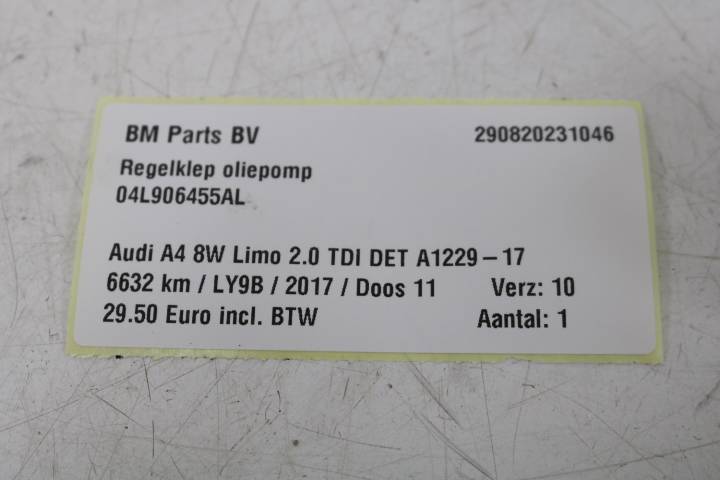 BM Parts BV 290820231046
Regelklep oliepomp
04L906455AL
Audi A4 8W Limo 2.0 TDI DET A1229-17
6632 km / LY9B / 2017 / Doos 11 Verz: 10
29.50 Euro incl. BTW Aantal: 1